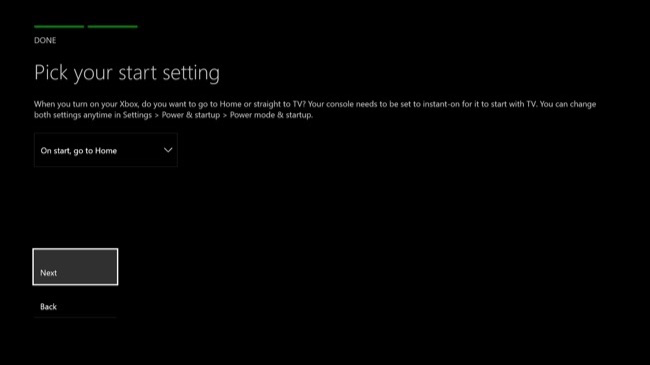 DONE
Pick your start setting
When you turn on your Xbox, do you want to go to Home or straight to TV? Your console needs to be set to instant-on for it to start with TV. You can change
both settings anytime in Settings > Power & startup > Power mode & startup.
On start, go to Home
Next
Back